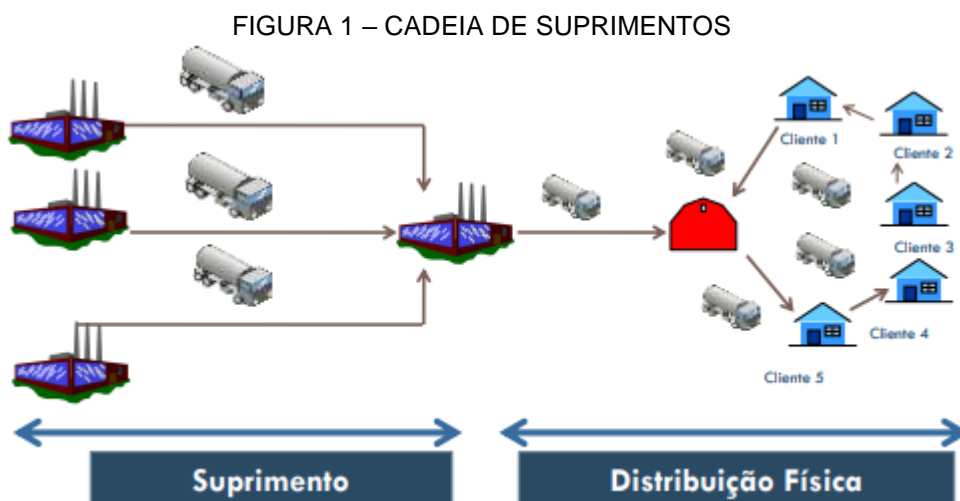 FIGURA 1 – CADEIA DE SUPRIMENTOS
Cliente 1
Cliente 2
Cliente 3
Cliente 4
Cliente 5
Suprimento
Distribuição Física